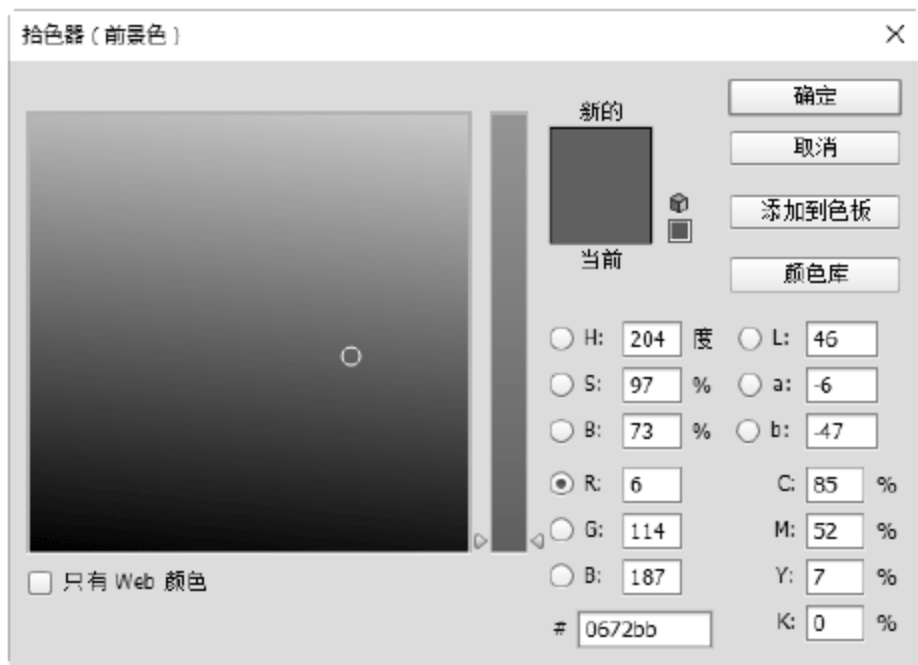 拾色器（前景色）
新的
当前
确定
取消
添加到色板
颜色库
H: 204 度
S: 97 %
B: 73 %
R: 6
G: 114
B: 187
# 0672bb
L: 46
a: -6
b: -47
C: 85 %
M: 52 %
Y: 7 %
K: 0 %
只有 Web 颜色